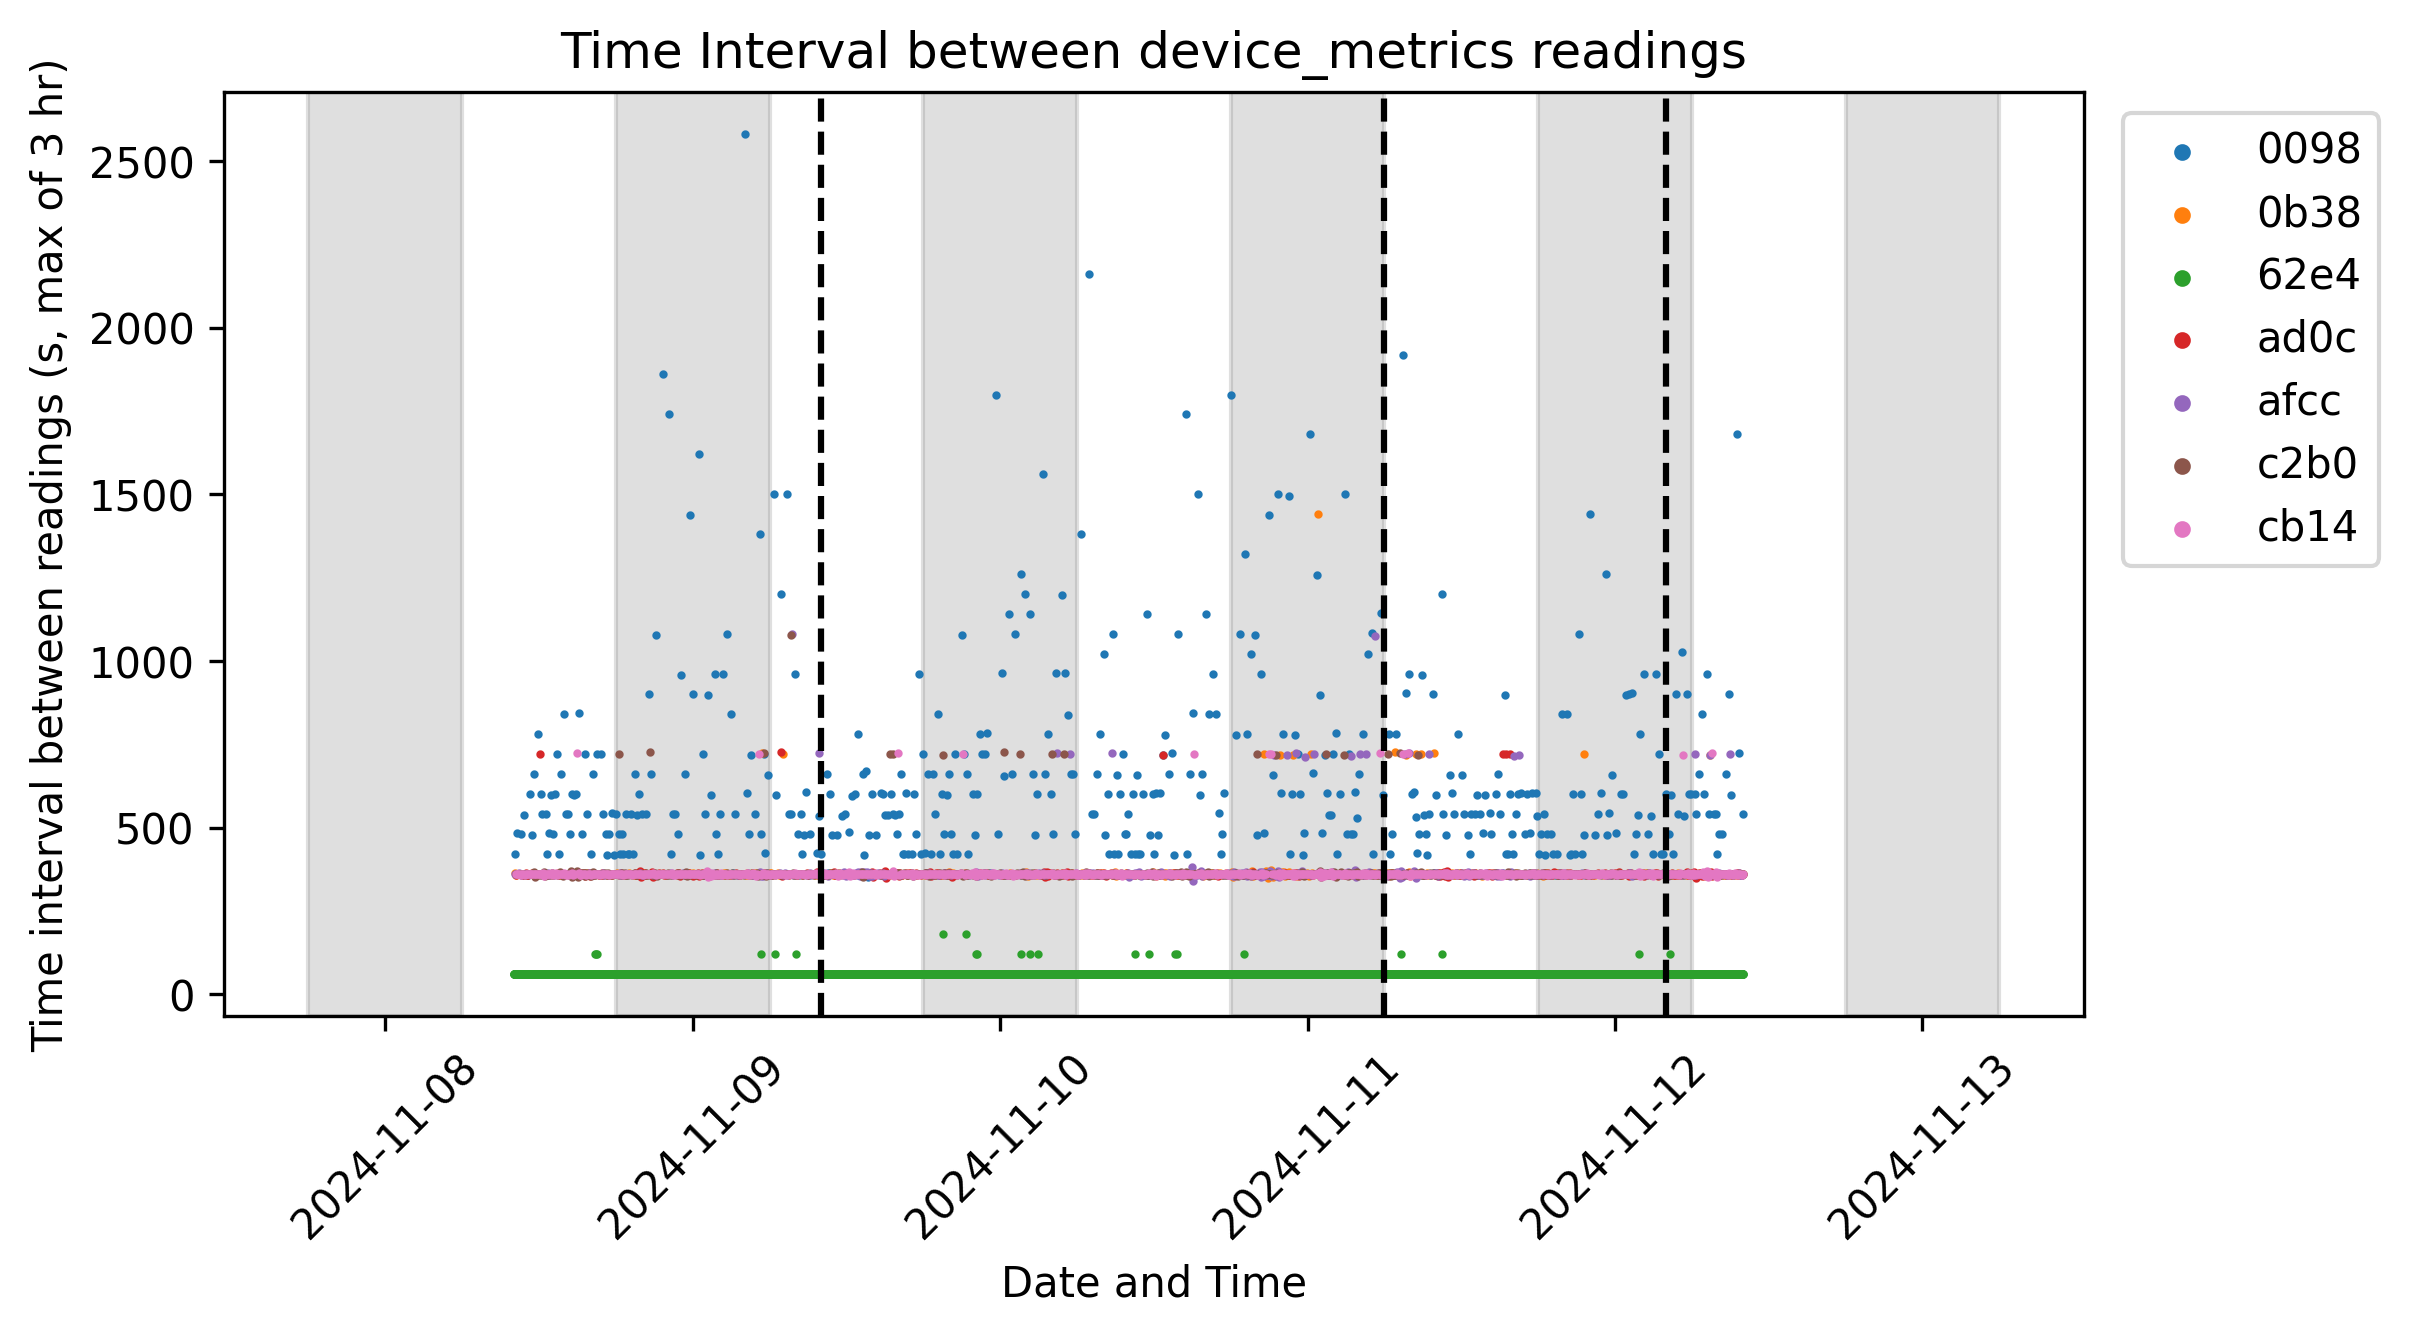 Time Interval between device_metrics readings
Time interval between readings (s, max of 3 hr)
2500
2000
1500
1000
500
0
2024-11-08
2024-11-09
2024-11-10
2024-11-11
2024-11-12
2024-11-13
Date and Time
0098
0b38
62e4
ad0c
afcc
c2b0
cb14